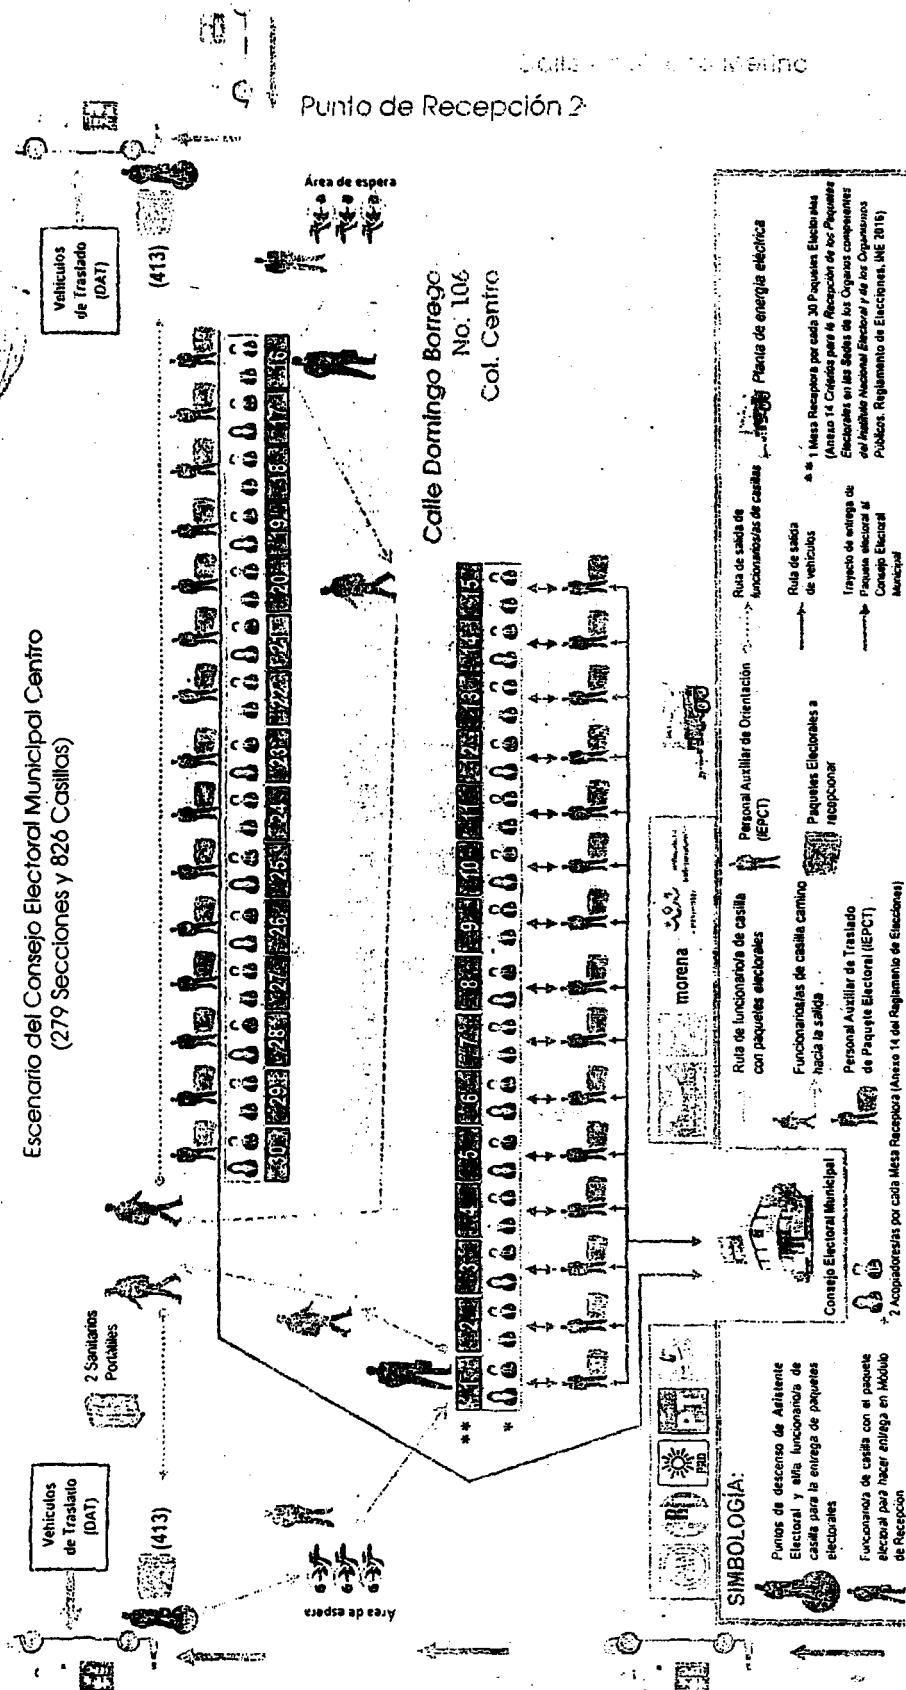 Escenario del Consejo Electoral Municipal Centro
(279 Secciones y 826 Casillas)
Punto de Recepción 2
Vehículos
de Traslado
(DAT)
(413)
2 Sanitarios
Portátiles
Vehículos
de Traslado
(DAT)
(413)
Área de espera
Área de espera
30 29 28 27 26 25 24 23 22 21 20 19 18 17 16
Calle Domingo Borrego
No. 106
Col. Centro
**
1 2 3 4 5 6 7 8 9 10 11 12 13 14 15
*
PRD
PT
morena
SIMBOLOGÍA:
Puntos de descenso de Asistente
Electoral y el/la funcionario/a de
casilla para la entrega de paquetes
electorales
Funcionario/a de casilla con el paquete
electoral para hacer entrega en Módulo
de Recepción
Consejo Electoral Municipal
2 Acopiadores/as por cada Mesa Receptora (Anexo 14 del Reglamento de Elecciones)
Ruta de funcionario/a de casilla
con paquetes electorales
Funcionarios/as de casilla camino
hacia la salida
Personal Auxiliar de Traslado
de Paquete Electoral (IEPCT)
Personal Auxiliar de Orientación
(IEPCT)
Paquetes Electorales a
recepcionar
Ruta de salida de
funcionarios/as de casillas
Ruta de salida
de vehículos
Trayecto de entrega de
Paquete electoral al
Consejo Electoral
Municipal
Planta de energía eléctrica
** 1 Mesa Receptora por cada 30 Paquetes Electorales
(Anexo 14 Criterios para la Recepción de los Paquetes
Electorales en las Sedes de los Órganos competentes
del Instituto Nacional Electoral y de los Organismos
Públicos. Reglamento de Elecciones, INE 2016)